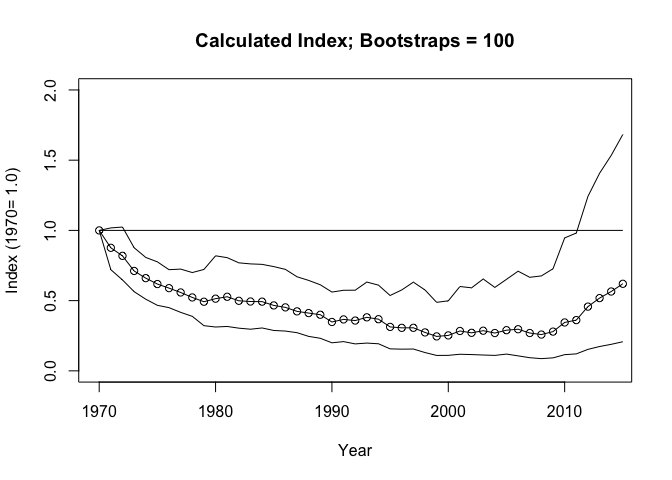 Calculated Index; Bootstraps = 100
2.0
1.5
1.0
0.5
0.0
Index (1970= 1.0)
1970 1980 1990 2000 2010
Year